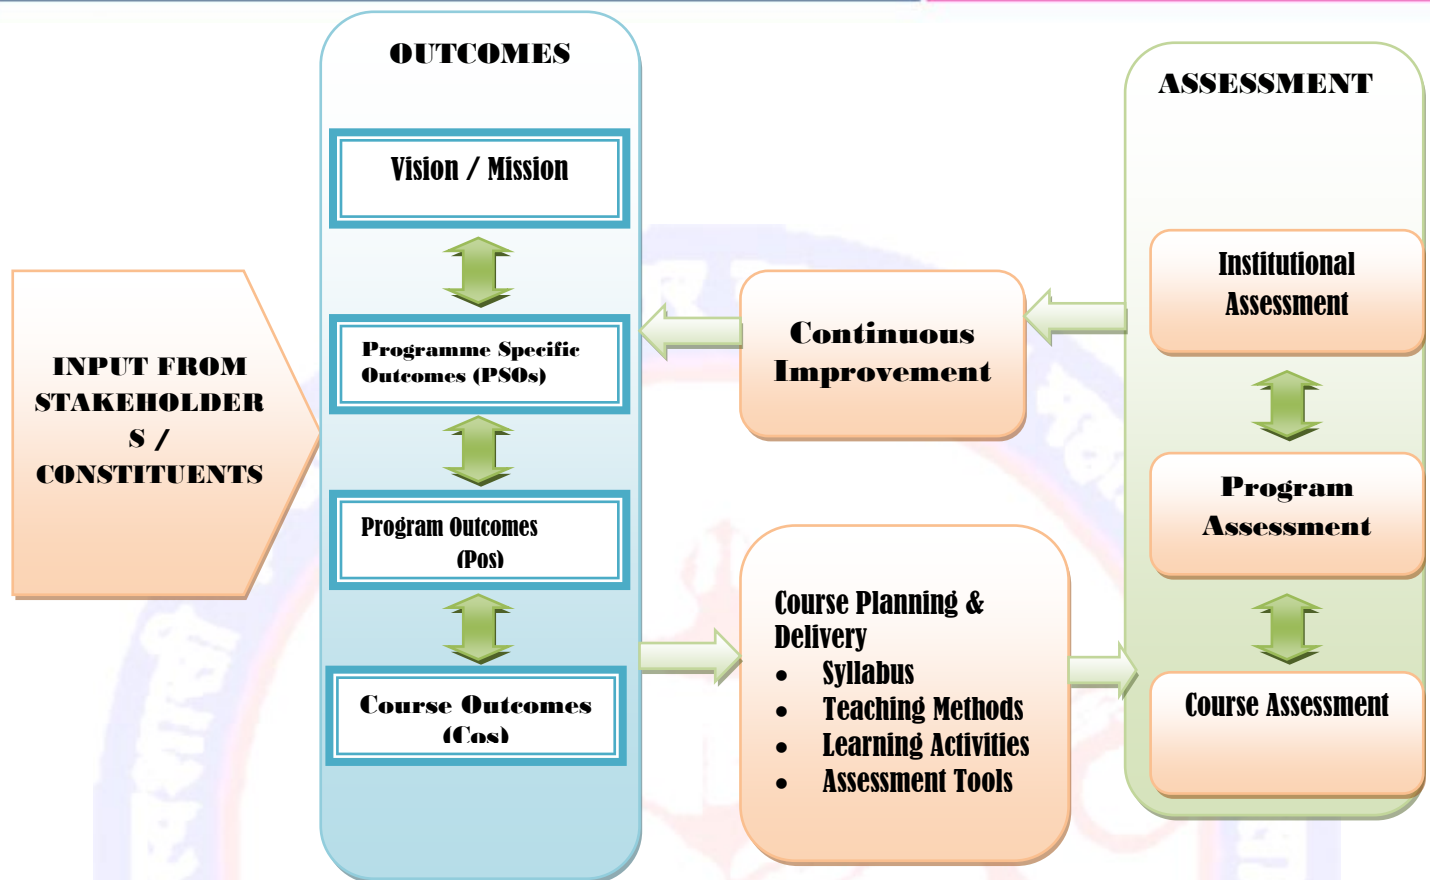 OUTCOMES
Vision / Mission
Programme Specific
Outcomes (PSOs)
Program Outcomes
(Pos)
Course Outcomes
(Cos)
INPUT FROM
STAKEHOLDER
S /
CONSTITUENTS
Continuous
Improvement
Course Planning &
Delivery
• Syllabus
• Teaching Methods
• Learning Activities
• Assessment Tools
ASSESSMENT
Institutional
Assessment
Program
Assessment
Course Assessment